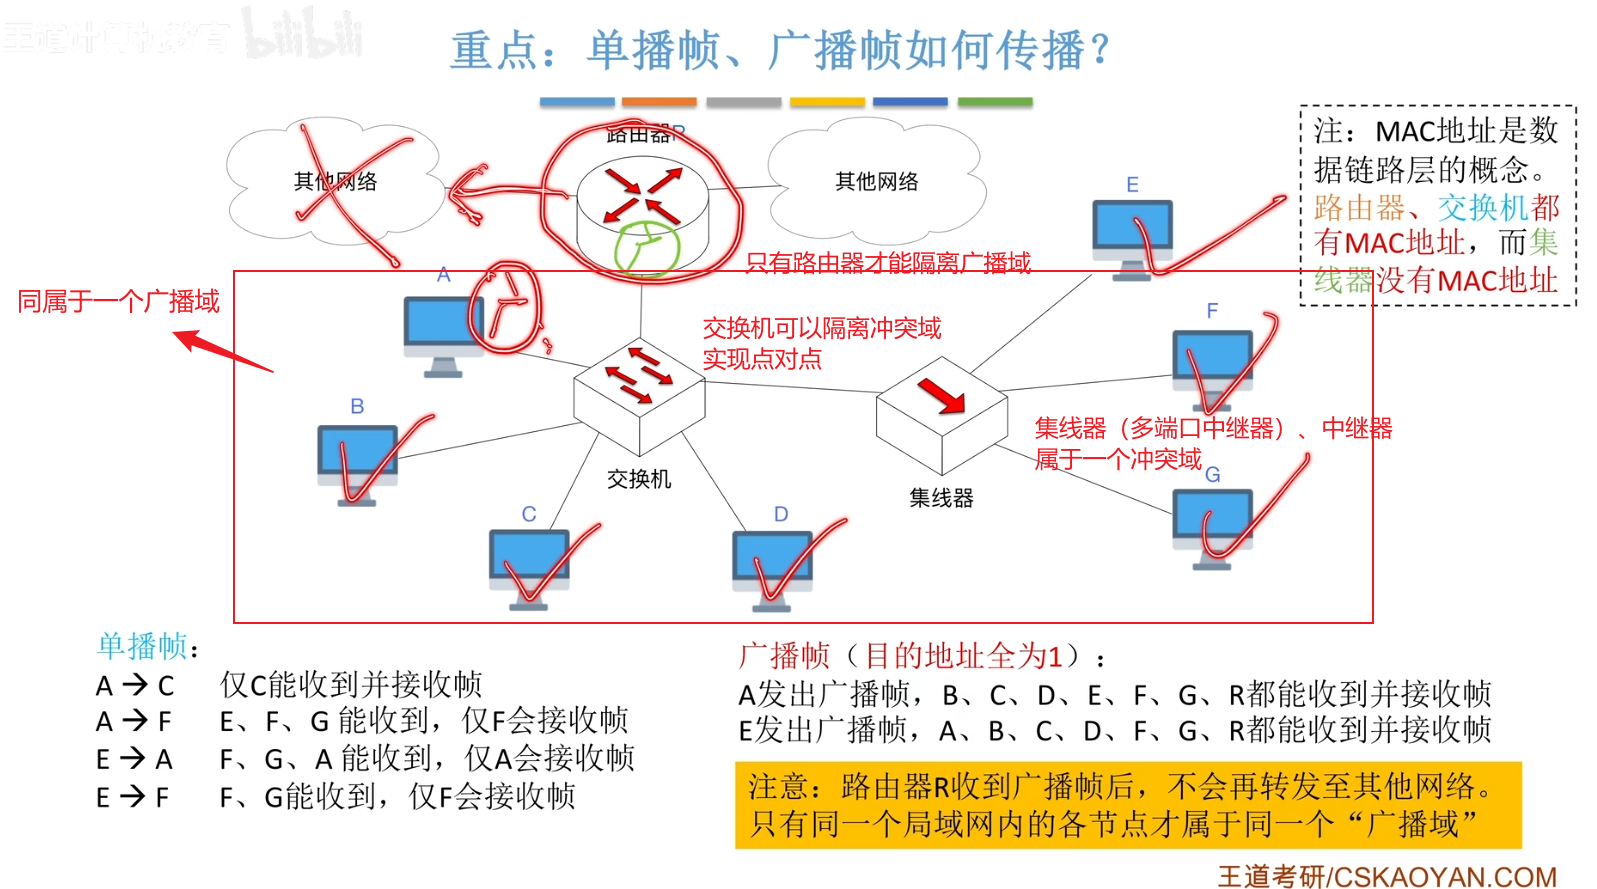 王道计算机教育 bilibili
重点：单播帧、广播帧如何传播？
路由器R
其他网络
其他网络
注：MAC地址是数
据链路层的概念。
路由器、交换机都
有MAC地址，而集
线器没有MAC地址
E
只有路由器才能隔离广播域
A
同属于一个广播域
F
交换机可以隔离冲突域
实现点对点
B
集线器（多端口中继器）、中继器
属于一个冲突域
交换机
G
集线器
C
D
单播帧：
A → C 仅C能收到并接收帧
A → F E、F、G 能收到，仅F会接收帧
E → A F、G、A 能收到，仅A会接收帧
E → F F、G能收到，仅F会接收帧
广播帧（目的地址全为1）：
A发出广播帧，B、C、D、E、F、G、R都能收到并接收帧
E发出广播帧，A、B、C、D、F、G、R都能收到并接收帧
注意：路由器R收到广播帧后，不会再转发至其他网络。
只有同一个局域网内的各节点才属于同一个“广播域”
王道考研/CSKAOYAN.COM